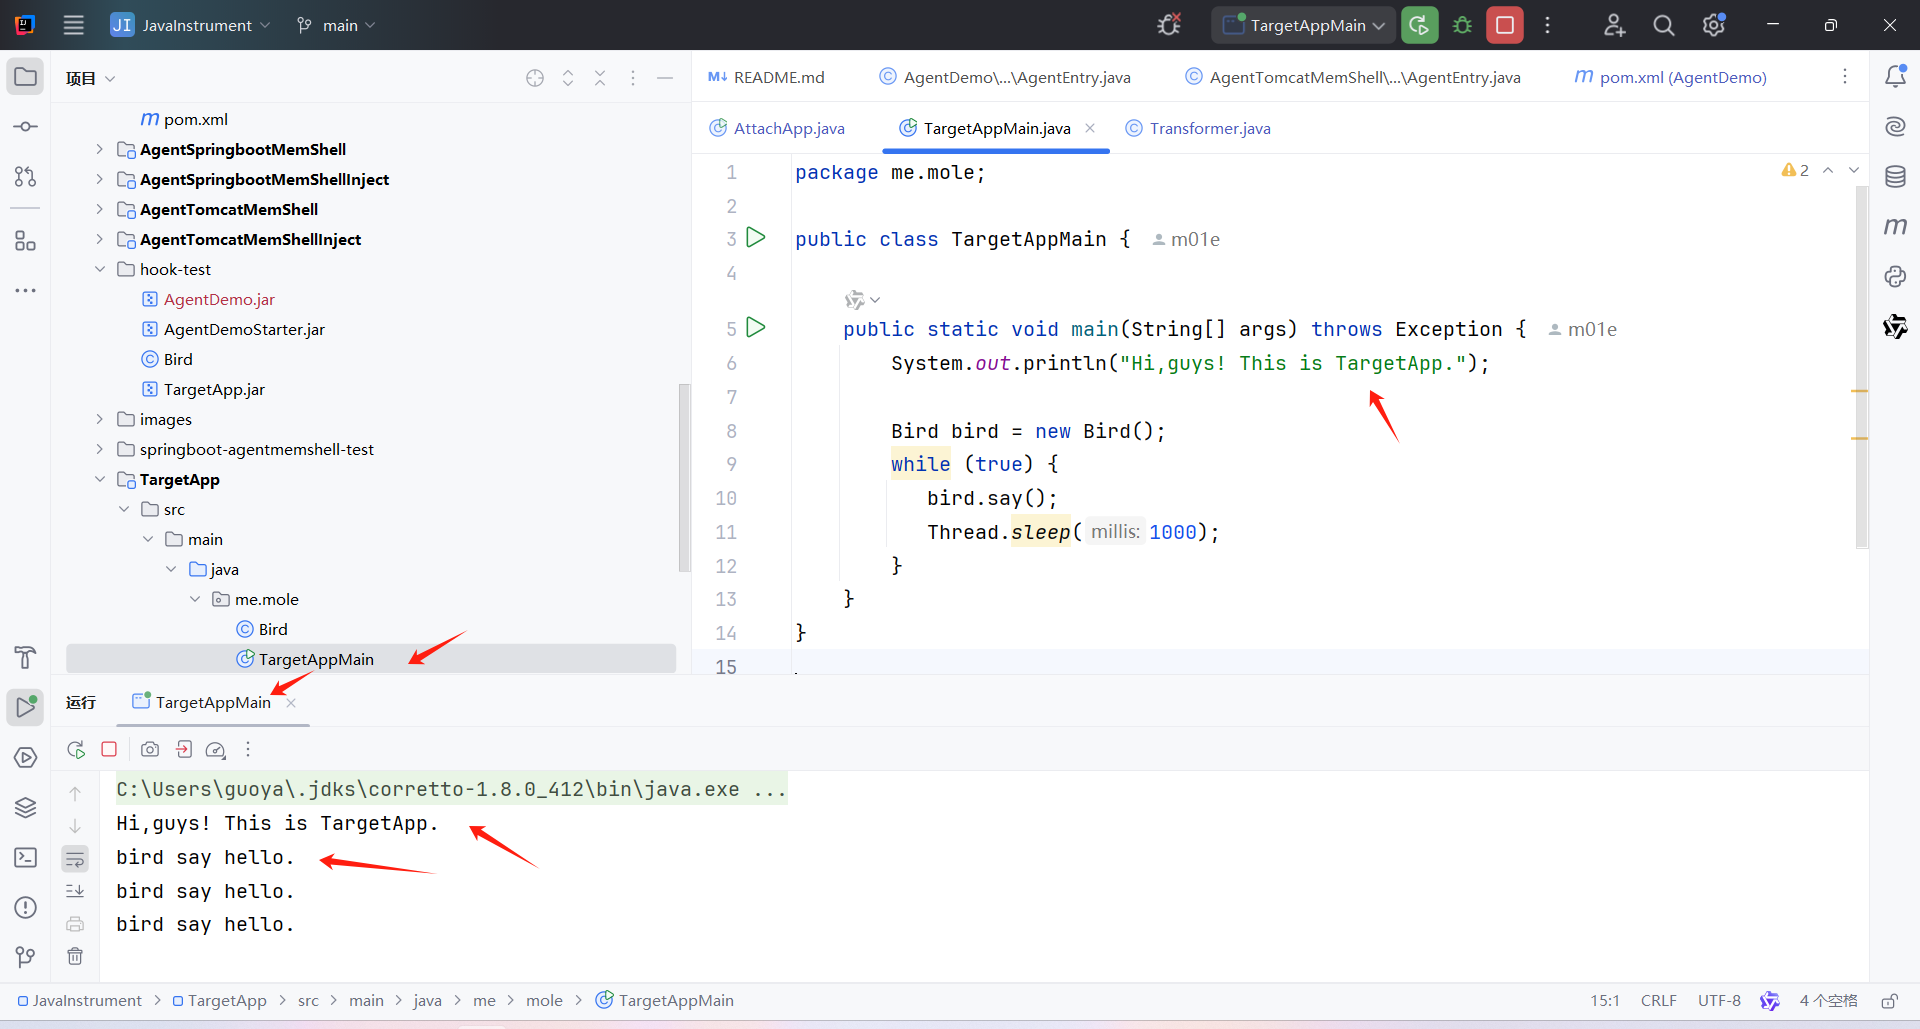 JI JavaInstrument main TargetAppMain
项目
pom.xml
AgentSpringbootMemShell
AgentSpringbootMemShellInject
AgentTomcatMemShell
AgentTomcatMemShellInject
hook-test
AgentDemo.jar
AgentDemoStarter.jar
Bird
TargetApp.jar
images
springboot-agentmemshell-test
TargetApp
src
main
java
me.mole
Bird
TargetAppMain
README.md AgentDemo\...\AgentEntry.java AgentTomcatMemShell\...\AgentEntry.java pom.xml (AgentDemo)
AttachApp.java TargetAppMain.java Transformer.java
2
1 package me.mole;
2
3 public class TargetAppMain { m01e
4
5 public static void main(String[] args) throws Exception { m01e
6 System.out.println("Hi,guys! This is TargetApp.");
7
8 Bird bird = new Bird();
9 while (true) {
10 bird.say();
11 Thread.sleep( millis: 1000);
12 }
13 }
14 }
15
运行 TargetAppMain
C:\Users\guoya\.jdks\corretto-1.8.0_412\bin\java.exe ...
Hi,guys! This is TargetApp.
bird say hello.
bird say hello.
bird say hello.
JavaInstrument > TargetApp > src > main > java > me > mole > TargetAppMain 15:1 CRLF UTF-8 4 个空格